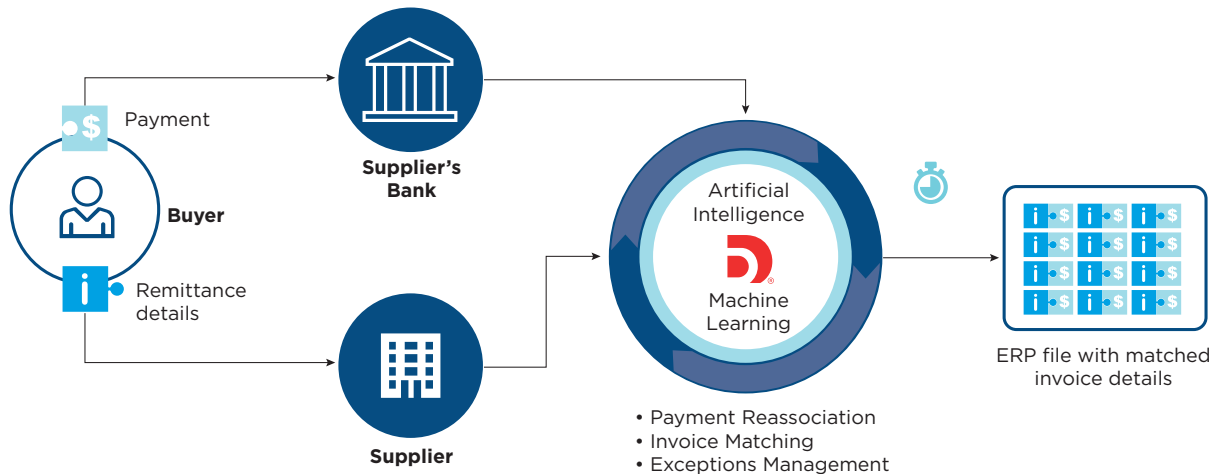 $
Payment
Buyer
i
Remittance
details
Supplier's
Bank
Supplier
Artificial
Intelligence
D®
Machine
Learning
• Payment Reassociation
• Invoice Matching
• Exceptions Management
i $ i $ i $
i $ i $ i $
i $ i $ i $
i $ i $ i $
ERP file with matched
invoice details